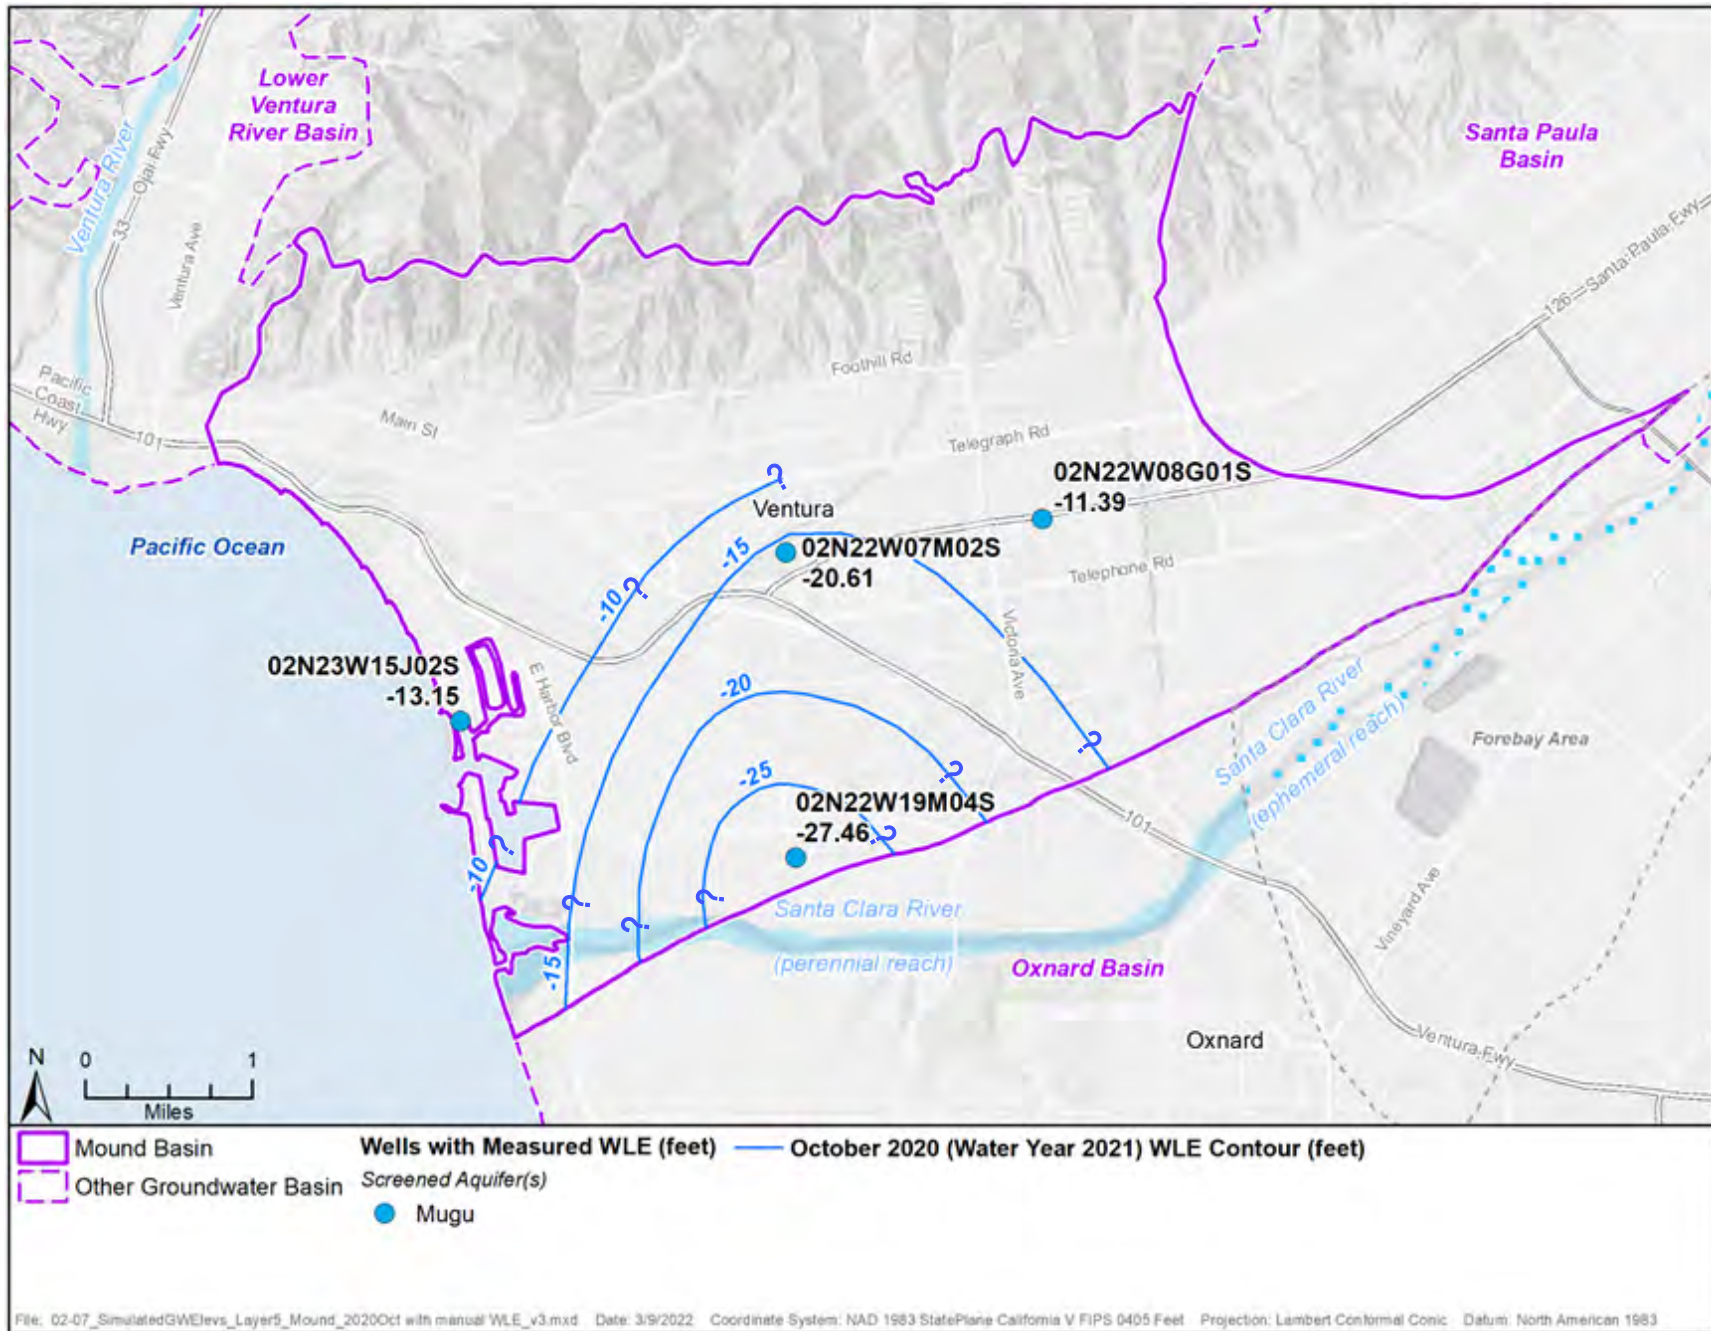 Lower
Ventura
River Basin
Santa Paula
Basin
Ventura River
33
Ojai Fwy
Ventura Ave
126
Santa Paula Fwy
Pacific
Coast
Hwy
101
Main St
Foothill Rd
Telegraph Rd
02N22W08G01S
-11.39
?
Ventura
Pacific Ocean
-15
02N22W07M02S
-20.61
Telephone Rd
-10
?
Victoria Ave
02N23W15J02S
-13.15
E Harbor Blvd
-20
?
Santa Clara River
(ephemeral reach)
Forebay Area
-25
?
02N22W19M04S
-27.46
?
101
?
-10
?
?
?
Santa Clara River
(perennial reach)
Vineyard Ave
-15
Oxnard Basin
Oxnard
Ventura Fwy
N
0
1
Miles
Mound Basin
Other Groundwater Basin
Wells with Measured WLE (feet)
Screened Aquifer(s)
Mugu
October 2020 (Water Year 2021) WLE Contour (feet)
File: 02-07_SimulatedGWElevs_Layer5_Mound_2020Oct with manual WLE_v3.mxd Date: 3/9/2022 Coordinate System: NAD 1983 StatePlane California V FIPS 0405 Feet Projection: Lambert Conformal Conic Datum: North American 1983